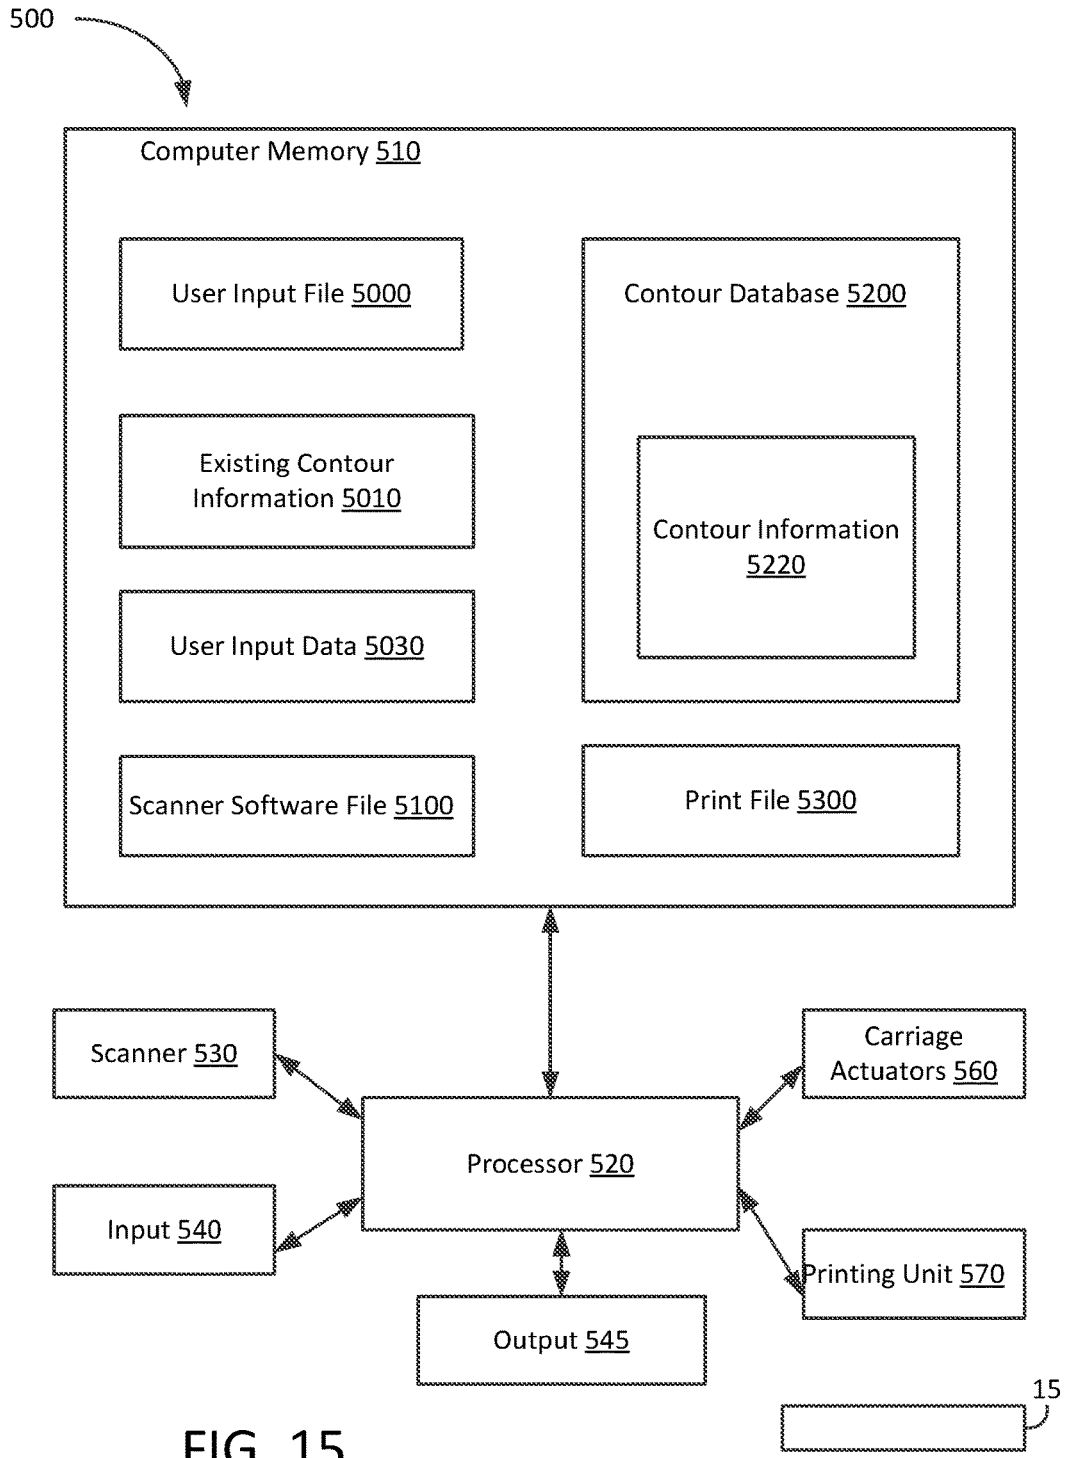 500
Computer Memory 510
User Input File 5000
Contour Database 5200
Existing Contour
Information 5010
Contour Information
5220
User Input Data 5030
Scanner Software File 5100
Print File 5300
Scanner 530
Carriage
Actuators 560
Processor 520
Input 540
Printing Unit 570
Output 545
15
FIG. 15